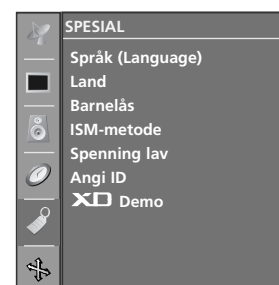 SPESIAL
Språk (Language)
Land
Barnelås
ISM-metode
Spenning lav
Angi ID
XD Demo